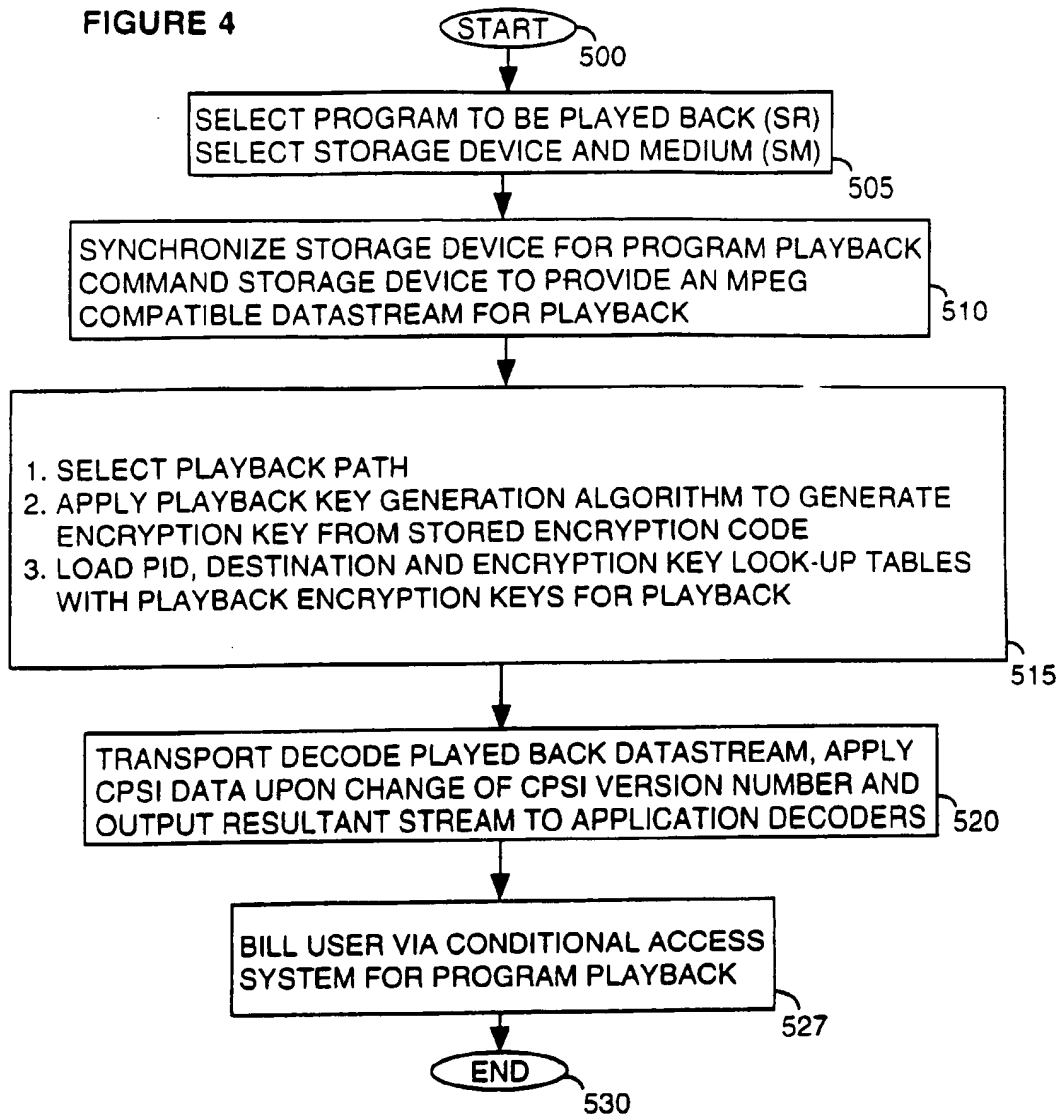 FIGURE 4
START
500
SELECT PROGRAM TO BE PLAYED BACK (SR)
SELECT STORAGE DEVICE AND MEDIUM (SM)
505
SYNCHRONIZE STORAGE DEVICE FOR PROGRAM PLAYBACK
COMMAND STORAGE DEVICE TO PROVIDE AN MPEG
COMPATIBLE DATASTREAM FOR PLAYBACK
510
1. SELECT PLAYBACK PATH
2. APPLY PLAYBACK KEY GENERATION ALGORITHM TO GENERATE
ENCRYPTION KEY FROM STORED ENCRYPTION CODE
3. LOAD PID, DESTINATION AND ENCRYPTION KEY LOOK-UP TABLES
WITH PLAYBACK ENCRYPTION KEYS FOR PLAYBACK
515
TRANSPORT DECODE PLAYED BACK DATASTREAM, APPLY
CPSI DATA UPON CHANGE OF CPSI VERSION NUMBER AND
OUTPUT RESULTANT STREAM TO APPLICATION DECODERS
520
BILL USER VIA CONDITIONAL ACCESS
SYSTEM FOR PROGRAM PLAYBACK
527
END
530